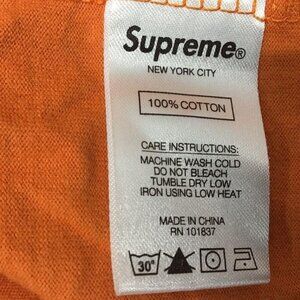 Supreme®
NEW YORK CITY
100% COTTON
CARE INSTRUCTIONS:
MACHINE WASH COLD
DO NOT BLEACH
TUMBLE DRY LOW
IRON USING LOW HEAT
MADE IN CHINA
RN 101837
30°